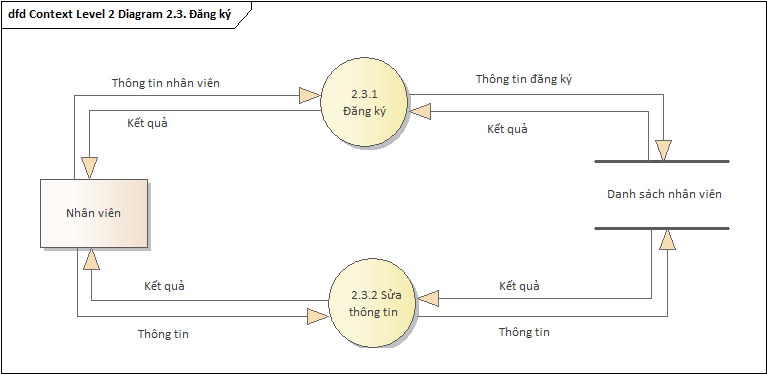 dfd Context Level 2 Diagram 2.3. Đăng ký
Thông tin nhân viên
Thông tin đăng ký
2.3.1
Đăng ký
Kết quả
Kết quả
Nhân viên
Danh sách nhân viên
Kết quả
Kết quả
2.3.2 Sửa
thông tin
Thông tin
Thông tin